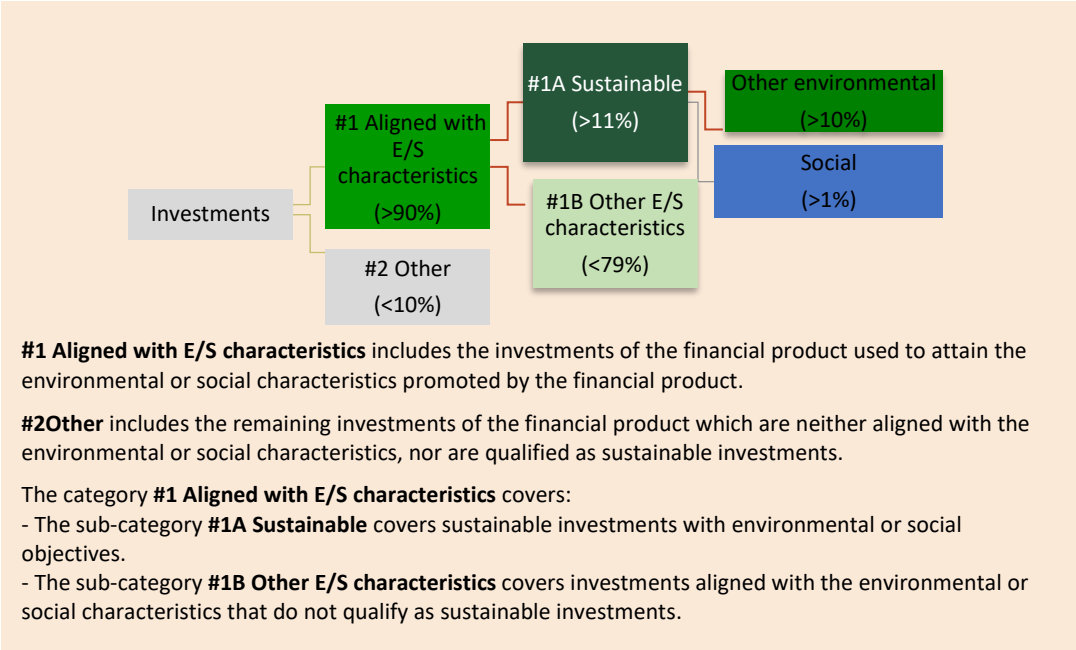 Investments
#1 Aligned with
E/S
characteristics
(>90%)
#2 Other
(<10%)
#1A Sustainable
(>11%)
#1B Other E/S
characteristics
(<79%)
Other environmental
(>10%)
Social
(>1%)
#1 Aligned with E/S characteristics includes the investments of the financial product used to attain the
environmental or social characteristics promoted by the financial product.
#2Other includes the remaining investments of the financial product which are neither aligned with the
environmental or social characteristics, nor are qualified as sustainable investments.
The category #1 Aligned with E/S characteristics covers:
- The sub-category #1A Sustainable covers sustainable investments with environmental or social
objectives.
- The sub-category #1B Other E/S characteristics covers investments aligned with the environmental or
social characteristics that do not qualify as sustainable investments.